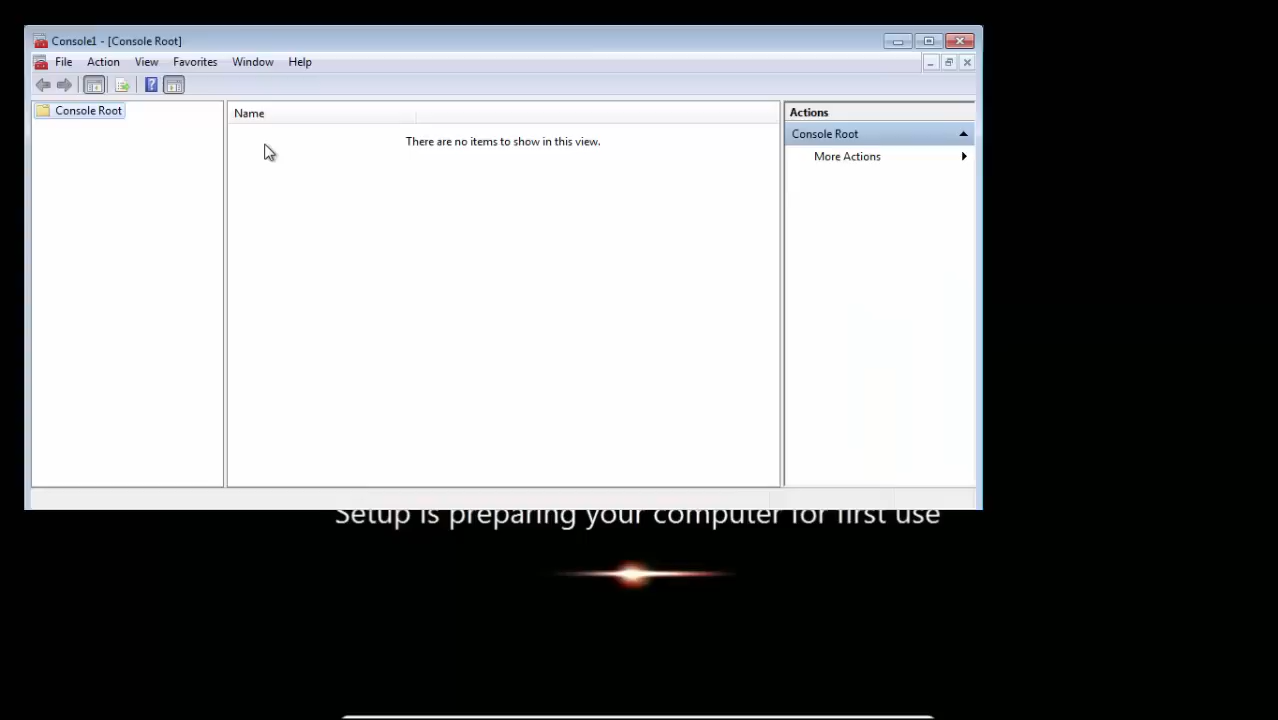 Console1 - [Console Root]
File Action View Favorites Window Help
Console Root
Name
There are no items to show in this view.
Actions
Console Root
More Actions
Setup is preparing your computer for first use